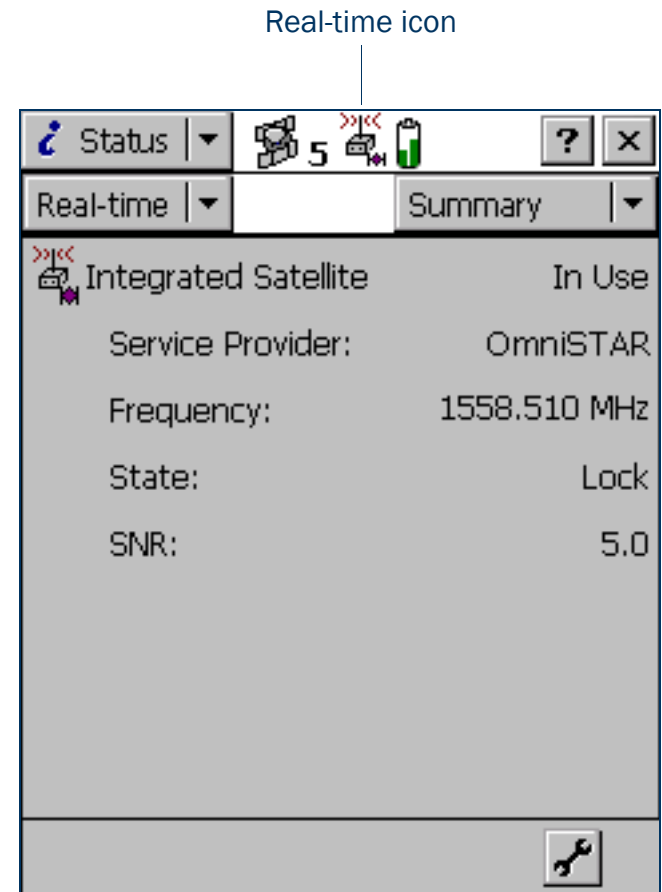 Real-time icon
Status 5 ? ×
Real-time Summary
Integrated Satellite In Use
Service Provider: OmniSTAR
Frequency: 1558.510 MHz
State: Lock
SNR: 5.0